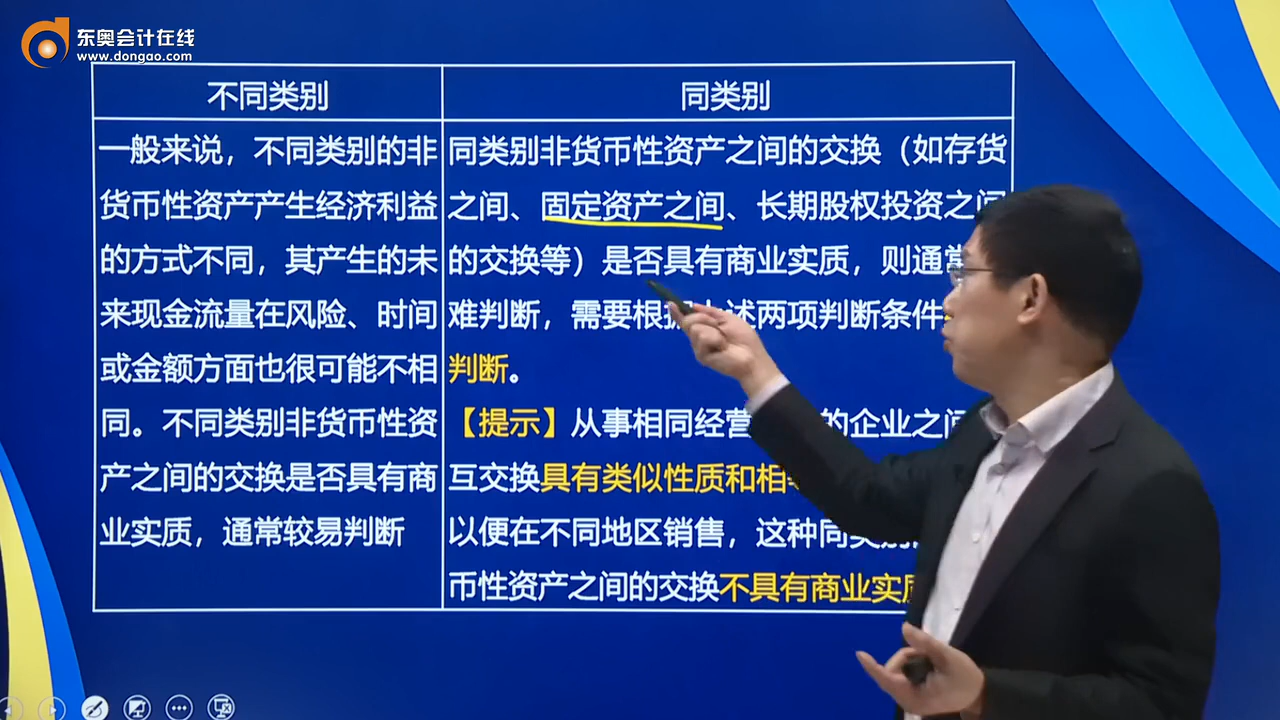 东奥会计在线
www.dongao.com
不同类别
同类别
一般来说，不同类别的非
货币性资产产生经济利益
的方式不同，其产生的未
来现金流量在风险、时间
或金额方面也很可能不相
同。不同类别非货币性资
产之间的交换是否具有商
业实质，通常较易判断
同类别非货币性资产之间的交换（如存货
之间、固定资产之间、长期股权投资之间
的交换等）是否具有商业实质，则通常
难判断，需要根据 述两项判断条件
判断。
【提示】从事相同经营 的企业之间
互交换具有类似性质和相
以便在不同地区销售，这种同类别
币性资产之间的交换不具有商业实质